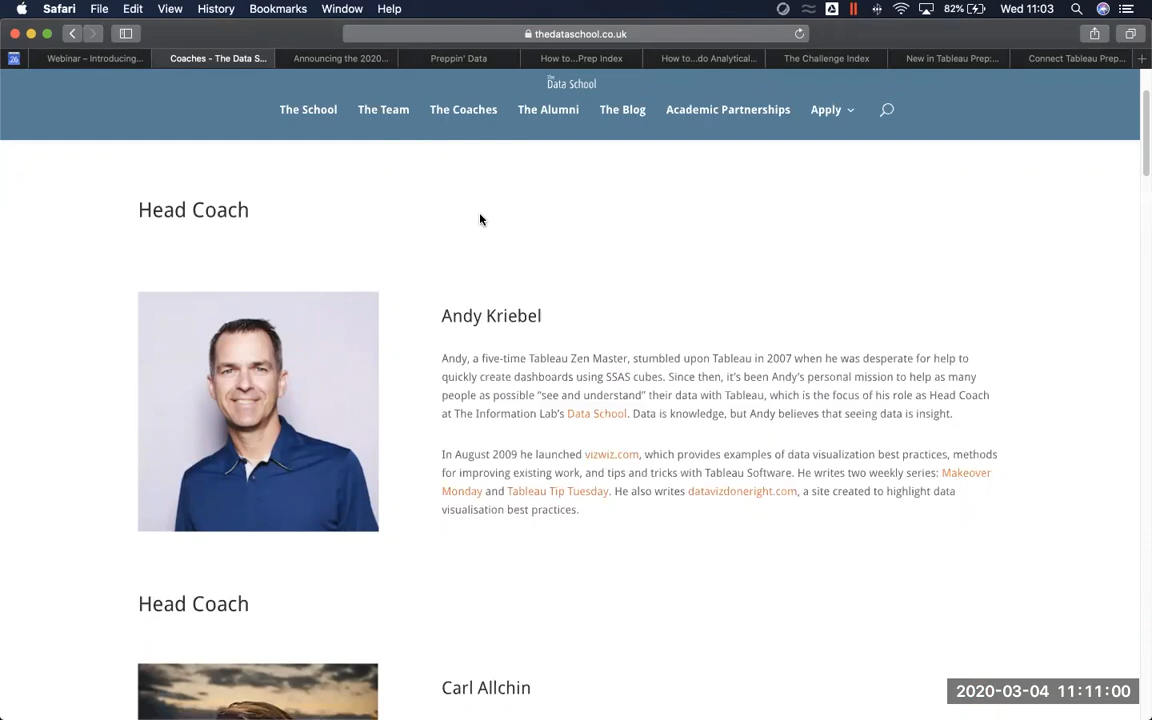 Safari File Edit View History Bookmarks Window Help 82% Wed 11:03
thedataschool.co.uk
26 Webinar – Introducing... Coaches - The Data S... Announcing the 2020... Preppin' Data How to...Prep Index How to...do Analytical... The Challenge Index New in Tableau Prep:... Connect Tableau Prep...
The Data School
The School The Team The Coaches The Alumni The Blog Academic Partnerships Apply
Head Coach
Andy Kriebel
Andy, a five-time Tableau Zen Master, stumbled upon Tableau in 2007 when he was desperate for help to
quickly create dashboards using SSAS cubes. Since then, it's been Andy's personal mission to help as many
people as possible "see and understand" their data with Tableau, which is the focus of his role as Head Coach
at The Information Lab's Data School. Data is knowledge, but Andy believes that seeing data is insight.
In August 2009 he launched vizwiz.com, which provides examples of data visualization best practices, methods
for improving existing work, and tips and tricks with Tableau Software. He writes two weekly series: Makeover
Monday and Tableau Tip Tuesday. He also writes datavizdoneright.com, a site created to highlight data
visualisation best practices.
Head Coach
Carl Allchin
2020-03-04 11:11:00